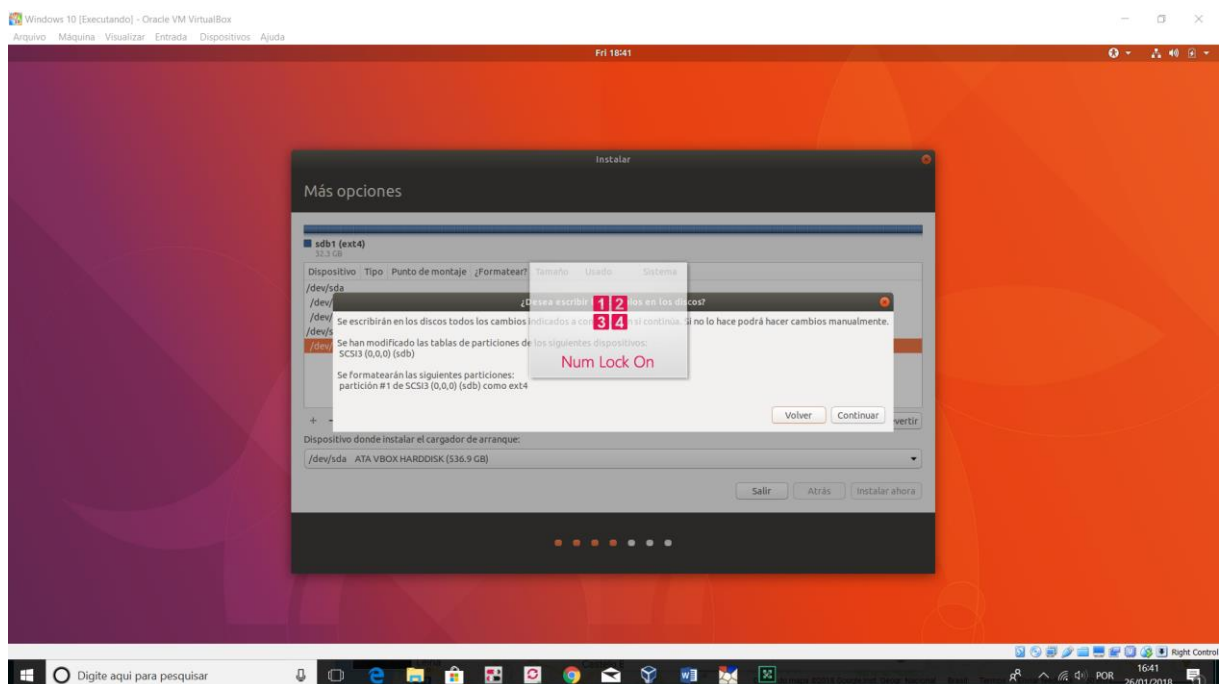 Windows 10 [Executando] - Oracle VM VirtualBox
Arquivo Máquina Visualizar Entrada Dispositivos Ajuda
Fri 18:41
Instalar
Más opciones
sdb1 (ext4)
32.3 GB
Dispositivo Tipo Punto de montaje ¿Formatear? Tamaño Usado Sistema
/dev/sda
/dev/
¿Desea escribir los en los discos?
/dev/
Se escribirán en los discos todos los cambios indicados a si continúa. Si no lo hace podrá hacer cambios manualmente.
/dev/s
/dev/
Se han modificado las tablas de particiones de los siguientes dispositivos:
SCSI3 (0,0,0) (sdb)
Se formatearán las siguientes particiones:
partición #1 de SCSI3 (0,0,0) (sdb) como ext4
1 2
3 4
Num Lock On
Volver Continuar
+ - vertir
Dispositivo donde instalar el cargador de arranque:
/dev/sda ATA VBOX HARDDISK (536.9 GB)
Salir Atrás Instalar ahora
Right Control
Digite aqui para pesquisar
POR
16:41
26/01/2018